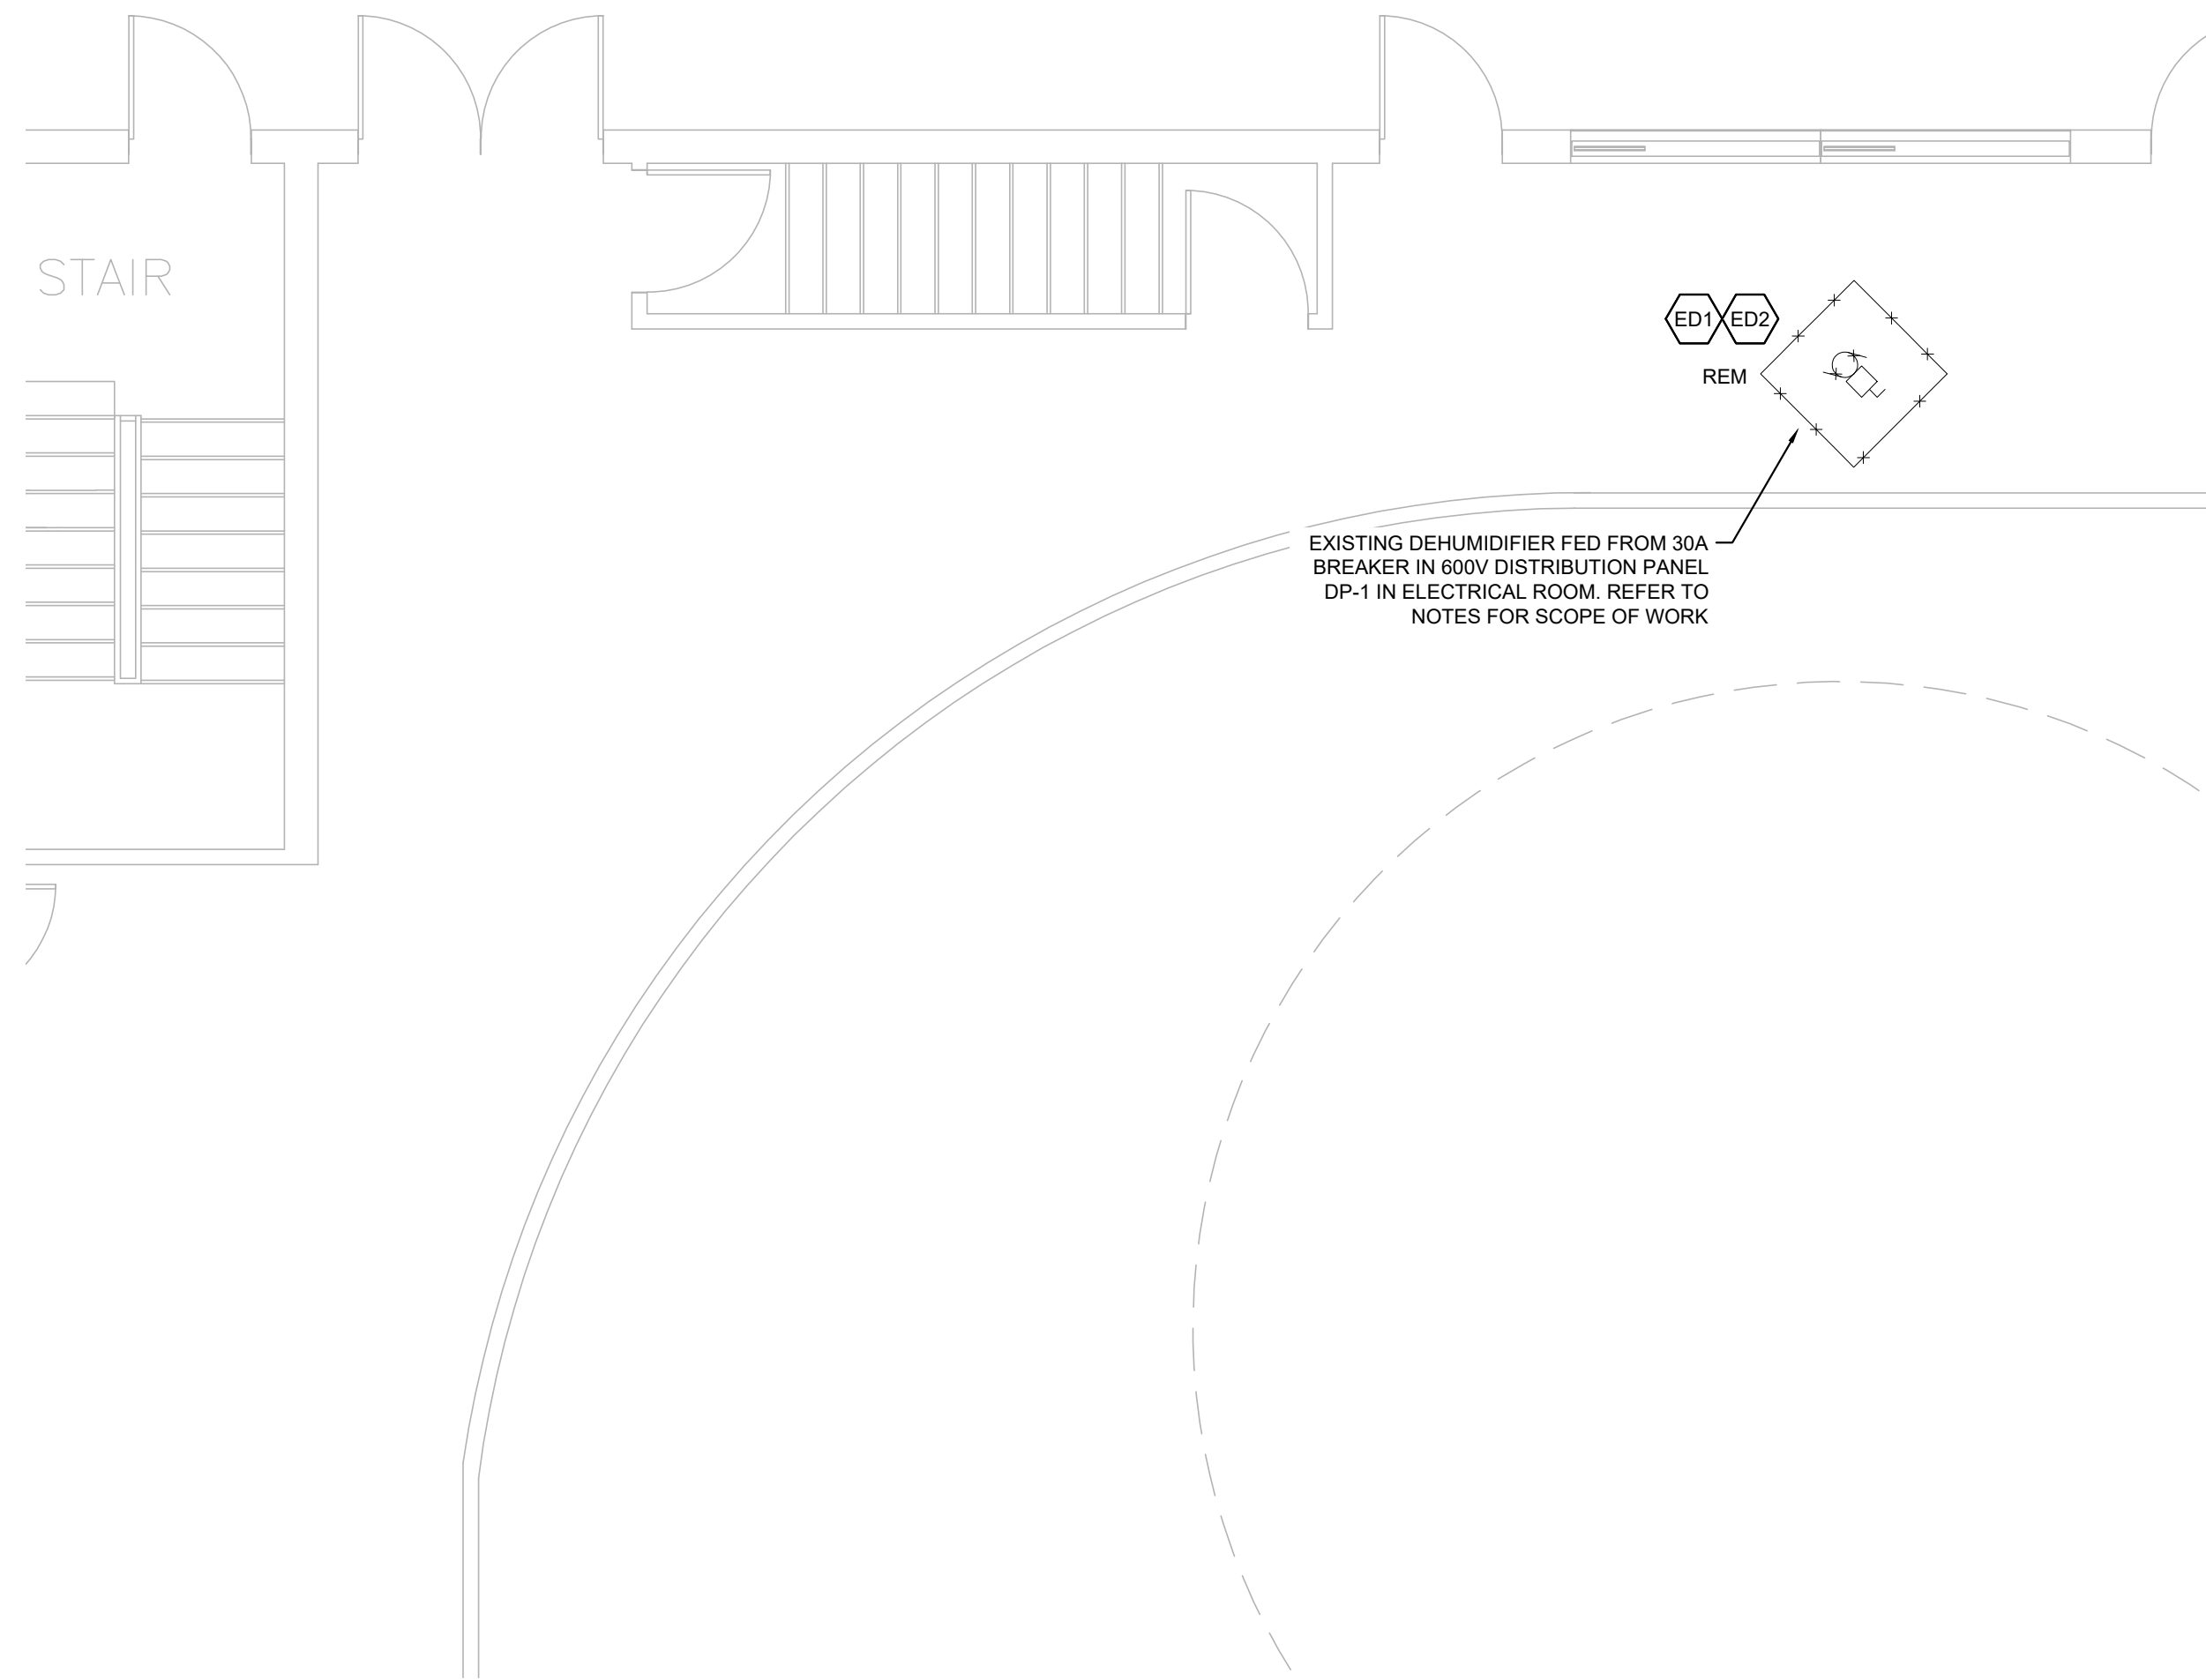 STAIR
ED1 ED2
REM
EXISTING DEHUMIDIFIER FED FROM 30A
BREAKER IN 600V DISTRIBUTION PANEL
DP-1 IN ELECTRICAL ROOM. REFER TO
NOTES FOR SCOPE OF WORK